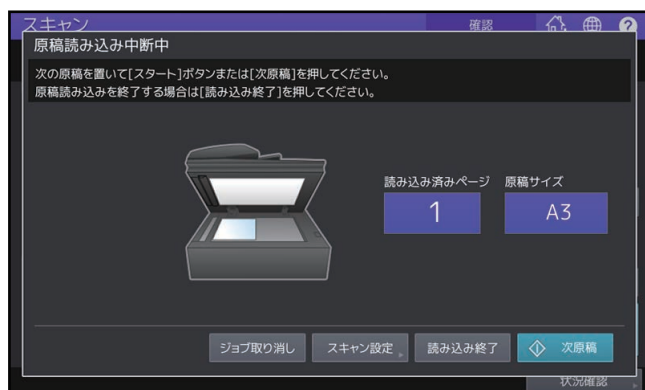 スキャン 確認
原稿読み込み中断中
次の原稿を置いて[スタート]ボタンまたは[次原稿]を押してください。
原稿読み込みを終了する場合は[読み込み終了]を押してください。
読み込み済みページ 原稿サイズ
1 A3
ジョブ取り消し スキャン設定 読み込み終了 次原稿
状況確認